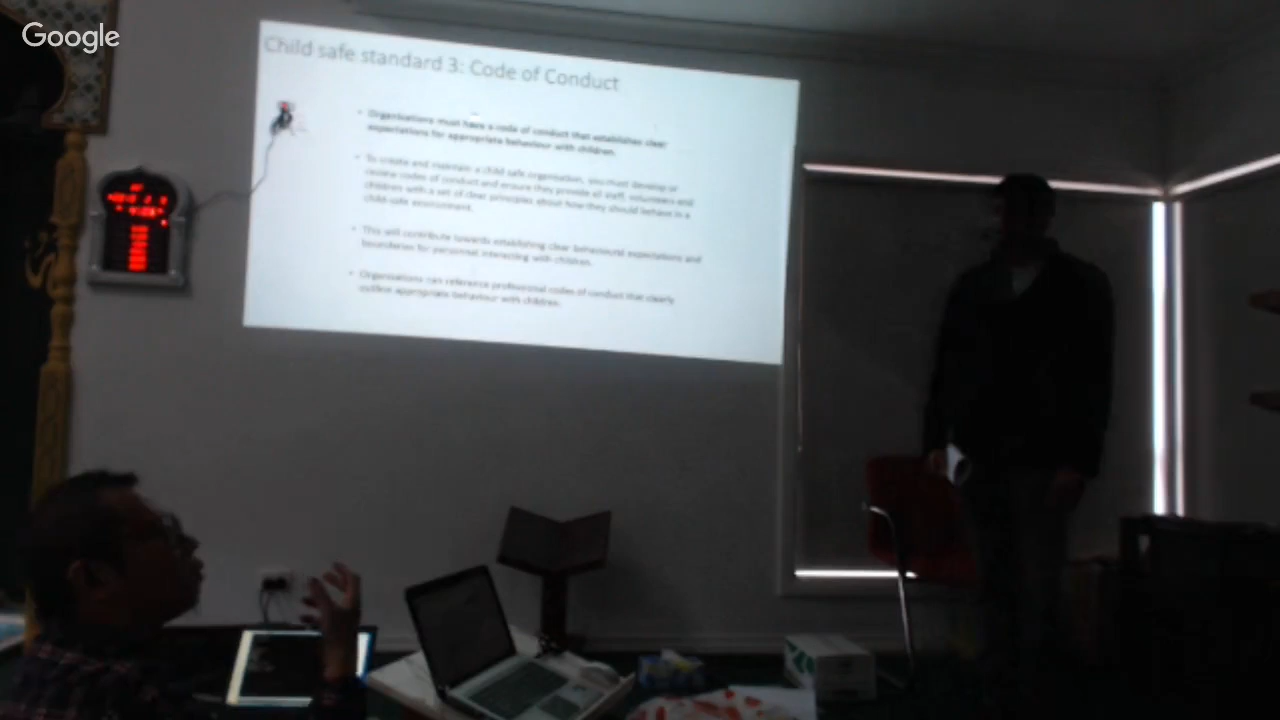 Google
Child safe standard 3: Code of Conduct
• Organisations must have a code of conduct that establishes clear
expectations for appropriate behaviour with children.
• To create and maintain a child safe organisation, you must develop or
review codes of conduct and ensure they provide all staff, volunteers and
children with a set of clear principles about how they should behave in a
child-safe environment.
• This will contribute towards establishing clear behavioural expectations and
boundaries for personnel interacting with children.
• Organisations can reference professional codes of conduct that clearly
outline appropriate behaviour with children.